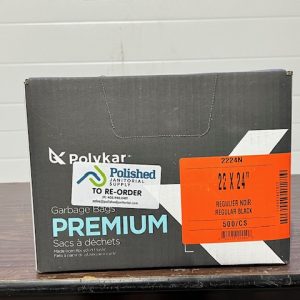 Polykar
Polished
JANITORIAL
SUPPLY
TO RE-ORDER
Garbage Bags
PREMIUM
Sacs à déchets
2224N
22 X 24"
REGULIER NOIR
REGULAR BLACK
500/CS